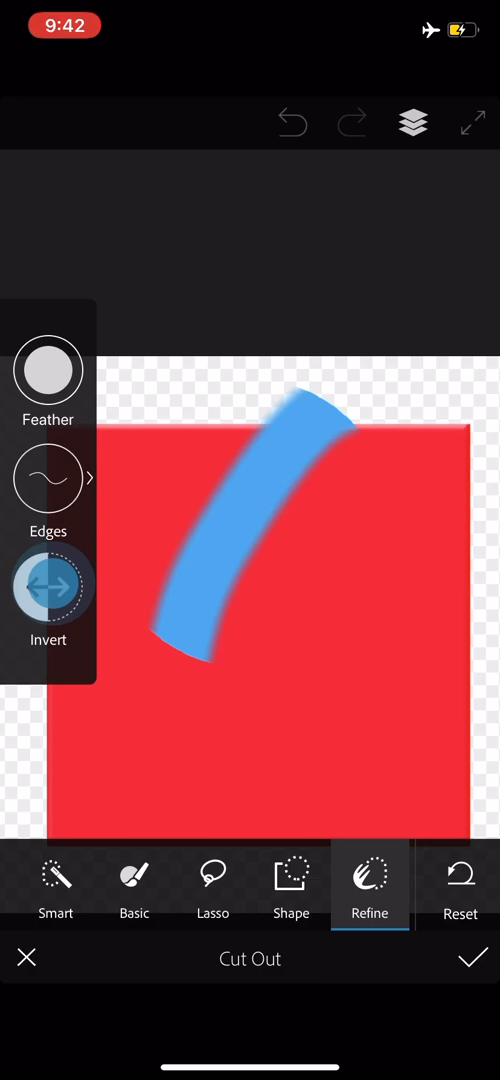 9:42
Feather
Edges
Invert
Smart
Basic
Lasso
Shape
Refine
Reset
Cut Out